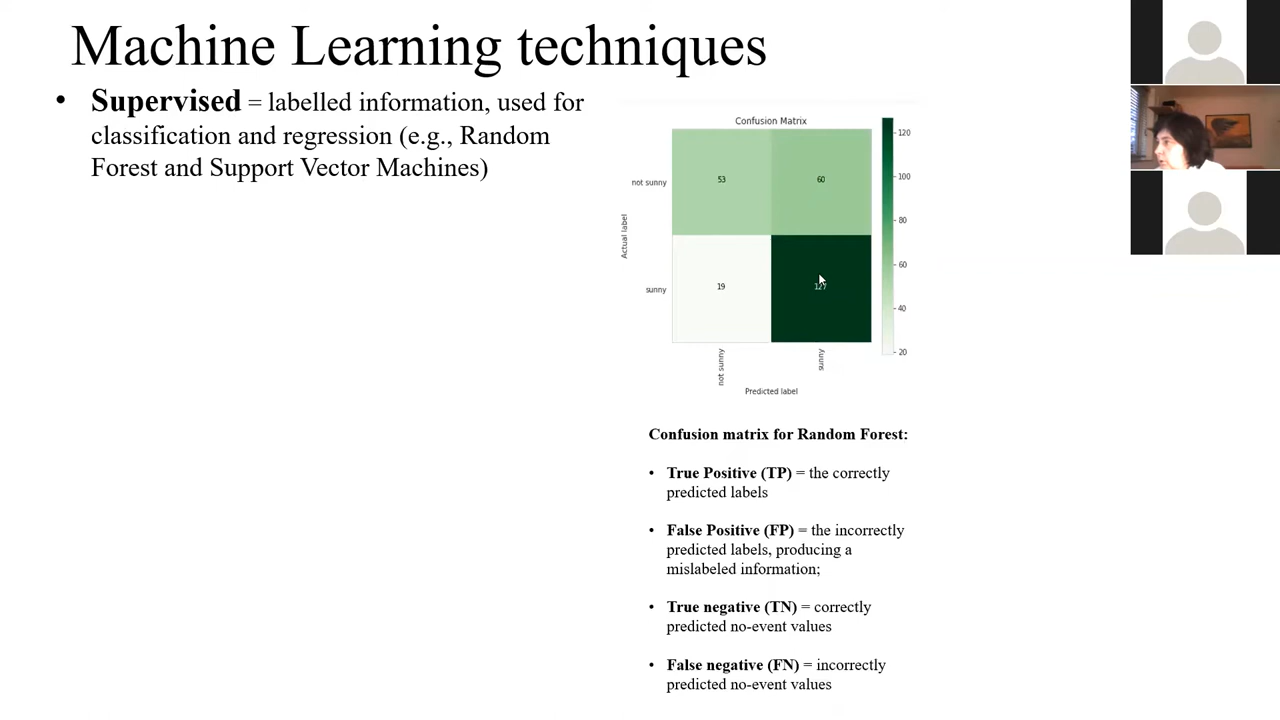 Machine Learning techniques
• Supervised = labelled information, used for
classification and regression (e.g., Random
Forest and Support Vector Machines)
Confusion Matrix
not sunny
sunny
Actual label
53
60
19
127
not sunny
sunny
Predicted label
120
100
80
60
40
20
Confusion matrix for Random Forest:
• True Positive (TP) = the correctly
predicted labels
• False Positive (FP) = the incorrectly
predicted labels, producing a
mislabeled information;
• True negative (TN) = correctly
predicted no-event values
• False negative (FN) = incorrectly
predicted no-event values